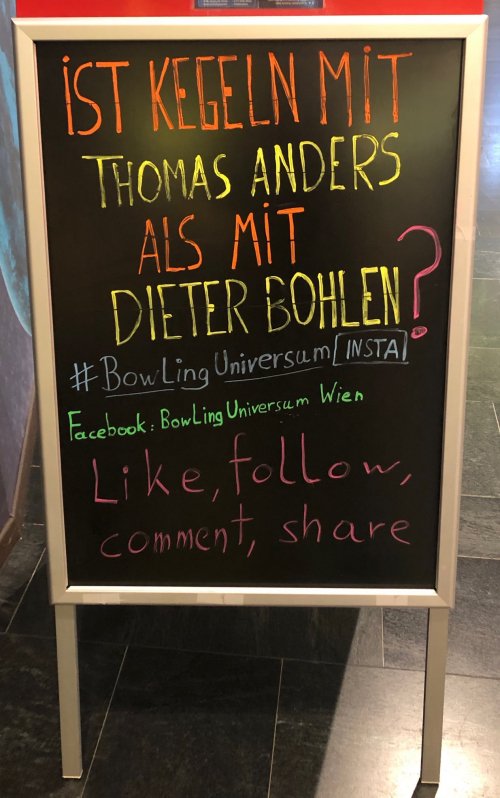 iST KEGELN MiT
THOMAS ANDERS
ALS MiT
DIETER BOHLEN?
#BowLing Universum INSTA
Facebook: BowLing Universum Wien
Like, follow,
comment, share